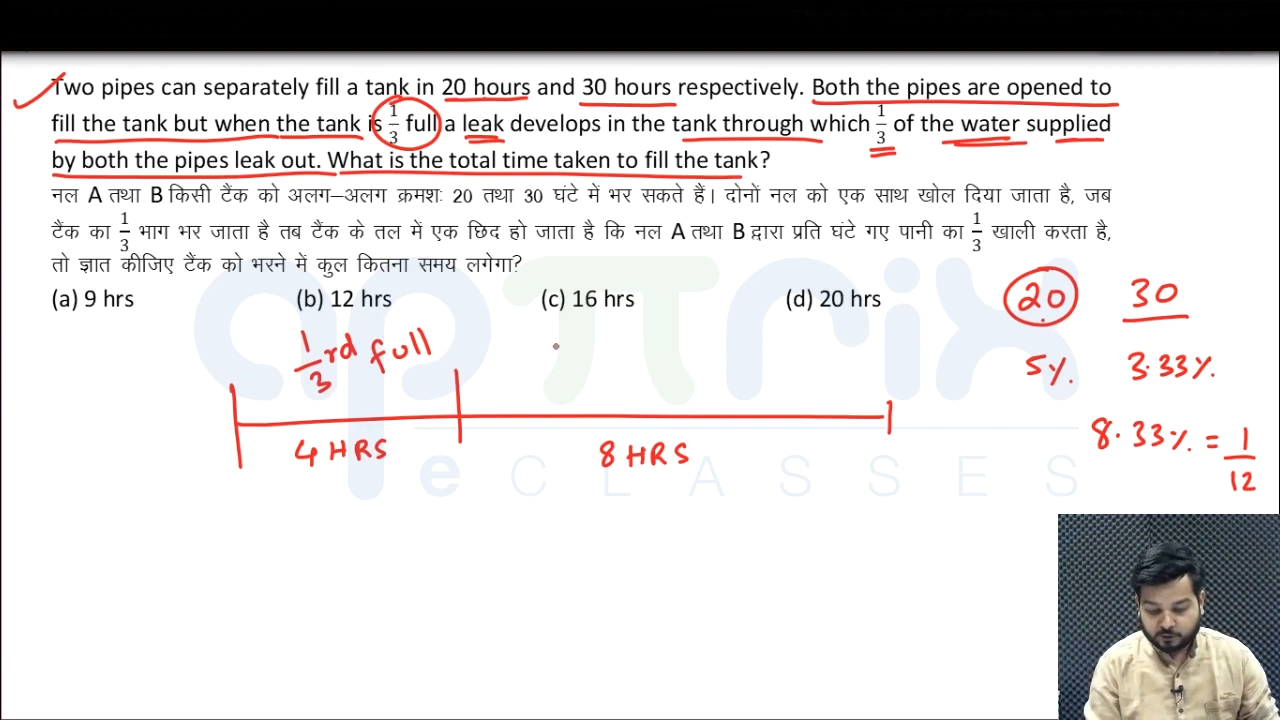 Two pipes can separately fill a tank in 20 hours and 30 hours respectively. Both the pipes are opened to
fill the tank but when the tank is 1/3 full a leak develops in the tank through which 1/3 of the water supplied
by both the pipes leak out. What is the total time taken to fill the tank?
नल A तथा B किसी टैंक को अलग–अलग क्रमशः 20 तथा 30 घंटे में भर सकते हैं। दोनों नल को एक साथ खोल दिया जाता है, जब
टैंक का 1/3 भाग भर जाता है तब टैंक के तल में एक छिद हो जाता है कि नल A तथा B द्वारा प्रति घंटे गए पानी का 1/3 खाली करता है,
तो ज्ञात कीजिए टैंक को भरने में कुल कितना समय लगेगा?
(a) 9 hrs (b) 12 hrs (c) 16 hrs (d) 20 hrs
20 30
1/3 rd full
5%. 3.33%.
4 HRS 8 HRS
8.33%. = 1/12
apπrix
e CLASSES